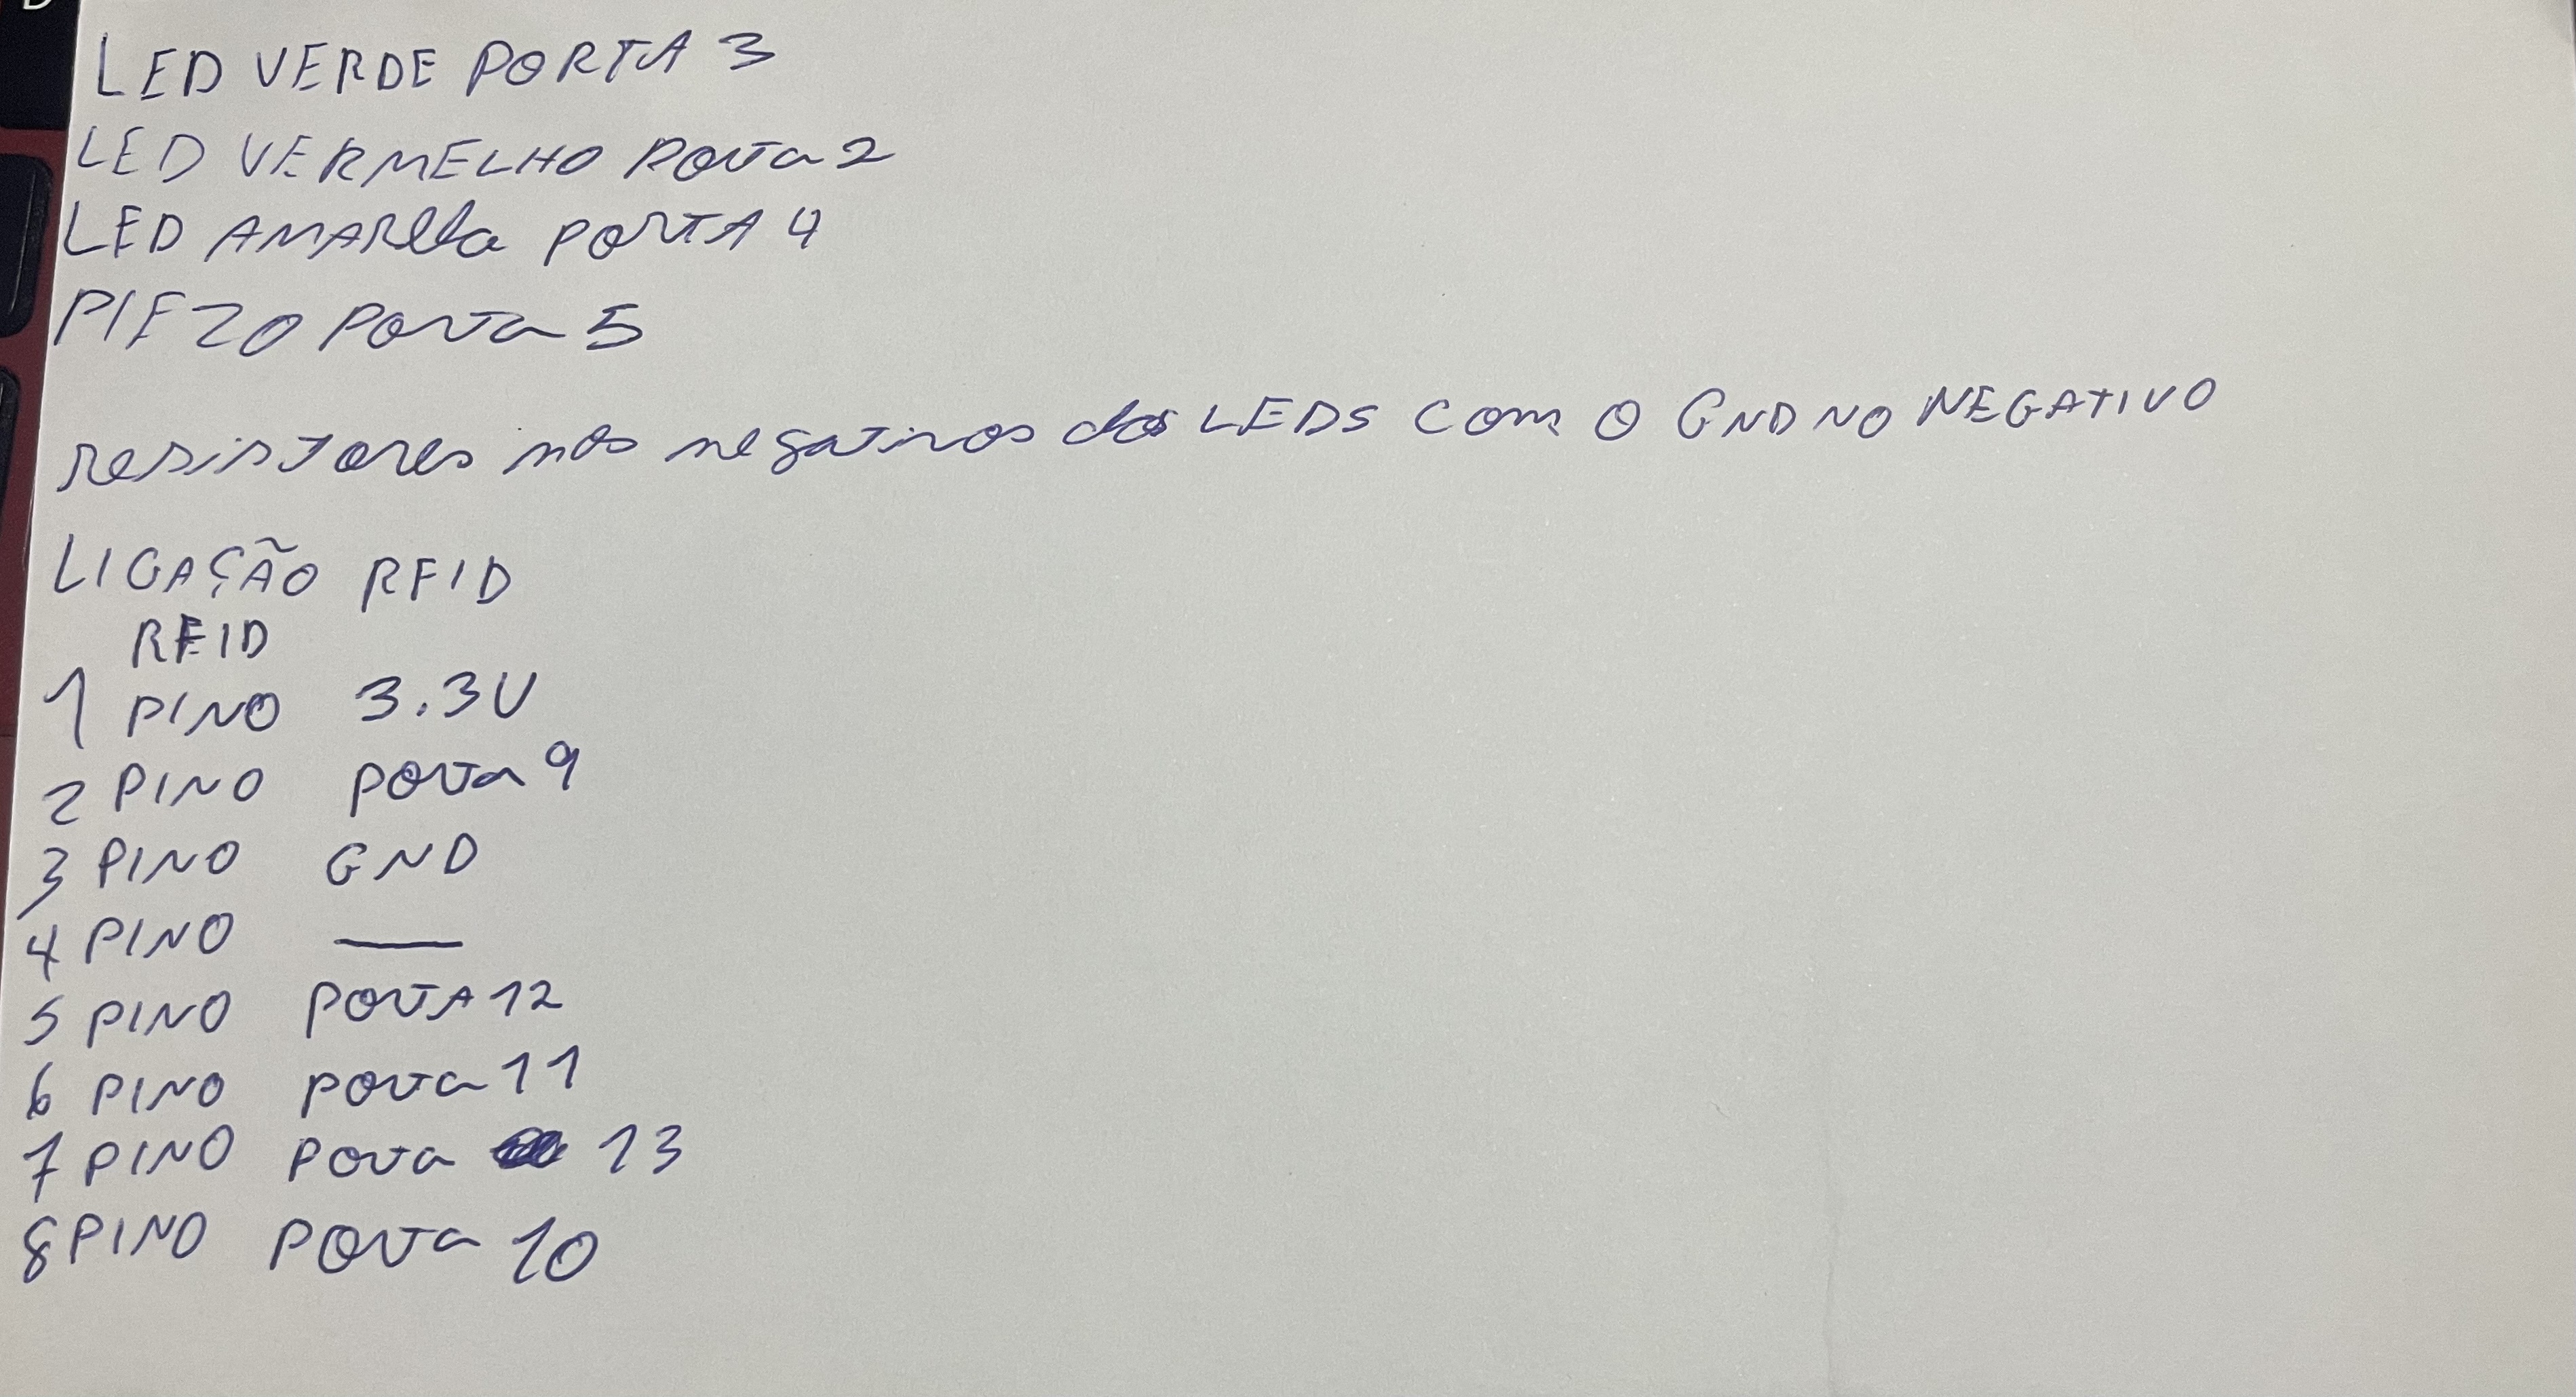 LED VERDE PORTA 3
LED VERMELHO Porta 2
LED AMARELLO PORTA 4
PIEZO Porta 5
resistores nos negativos dos LEDS com o GND NO NEGATIVO
LIGAÇÃO RFID
RFID
1 PINO 3.3V
2 PINO Porta 9
3 PINO GND
4 PINO —
5 PINO PORTA 12
6 PINO Porta 11
7 PINO Porta 13
8 PINO Porta 10